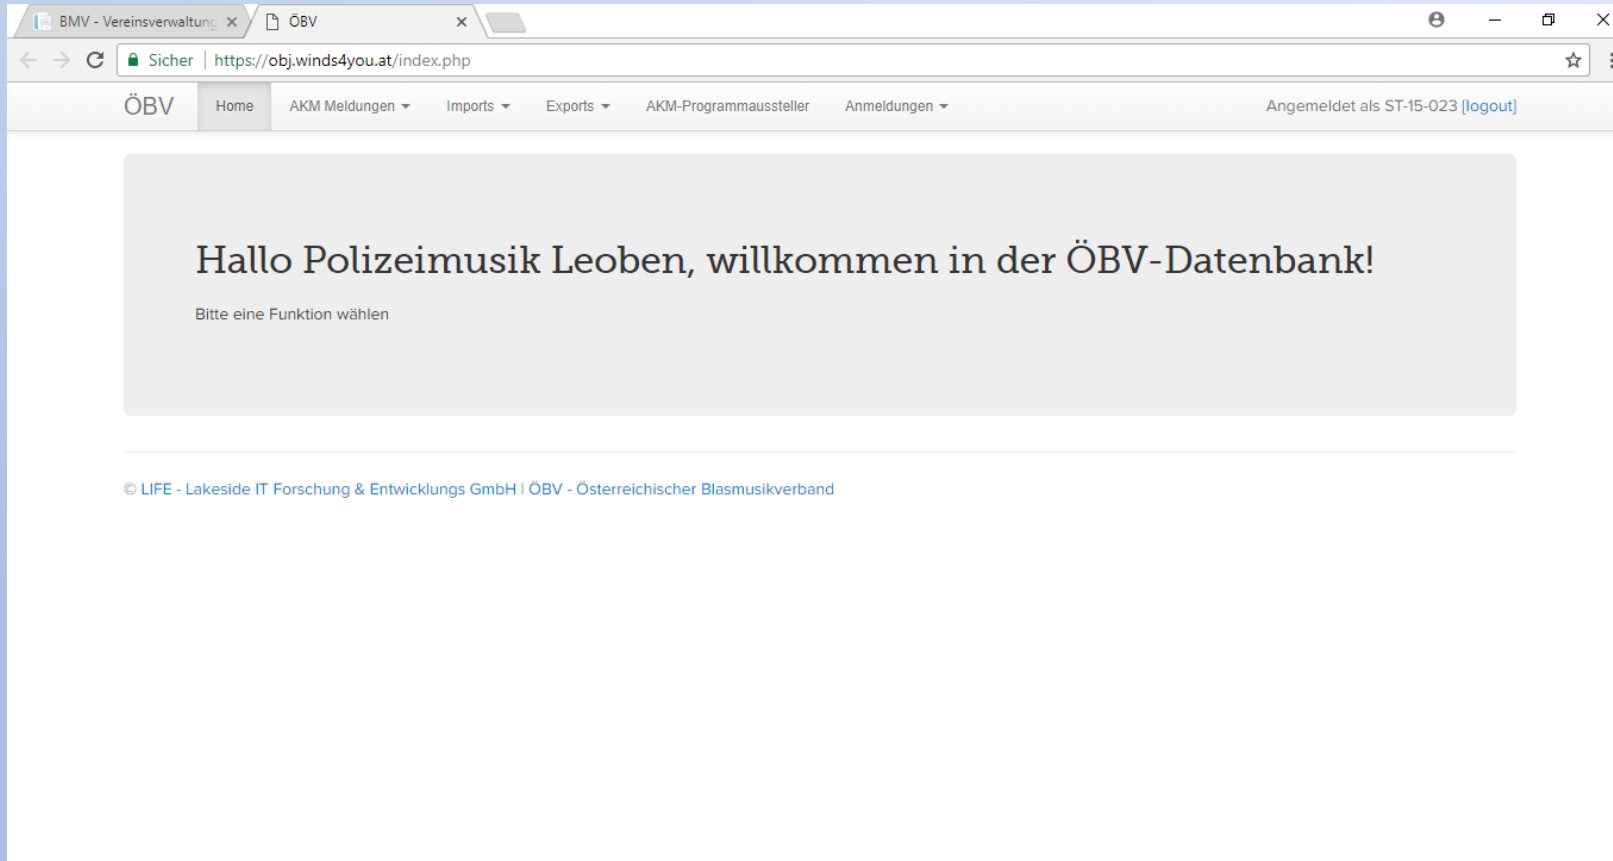 BMV - Vereinsverwaltung
ÖBV
Sicher | https://obj.winds4you.at/index.php
ÖBV Home AKM Meldungen Imports Exports AKM-Programmaussteller Anmeldungen Angemeldet als ST-15-023 [logout]
Hallo Polizeimusik Leoben, willkommen in der ÖBV-Datenbank!
Bitte eine Funktion wählen
© LIFE - Lakeside IT Forschung & Entwicklungs GmbH | ÖBV - Österreichischer Blasmusikverband